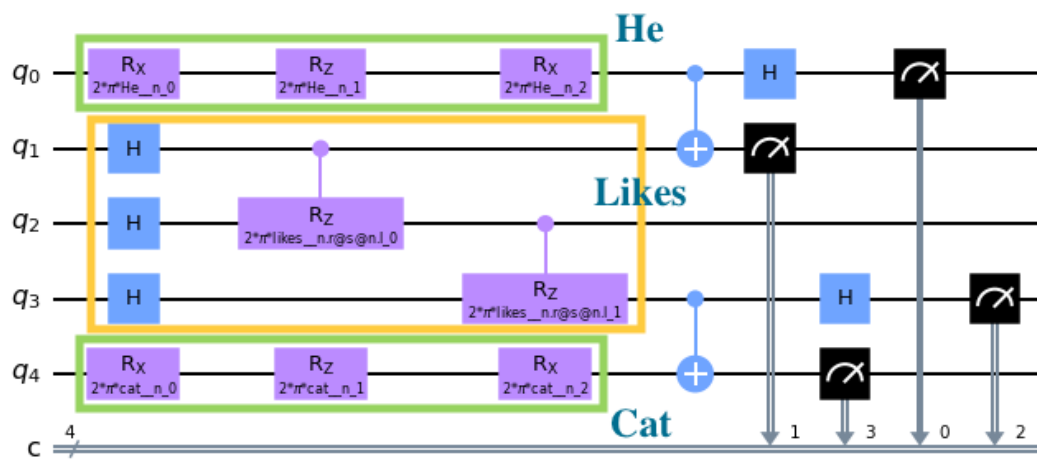 He
q0 RX RZ RX H
2*π*He__n_0 2*π*He__n_1 2*π*He__n_2
q1 H
Likes
q2 H RZ
2*π*likes__n.r@s@n.l_0
q3 H RZ H
2*π*likes__n.r@s@n.l_1
q4 RX RZ RX
2*π*cat__n_0 2*π*cat__n_1 2*π*cat__n_2
Cat
4 1 3 0 2
c